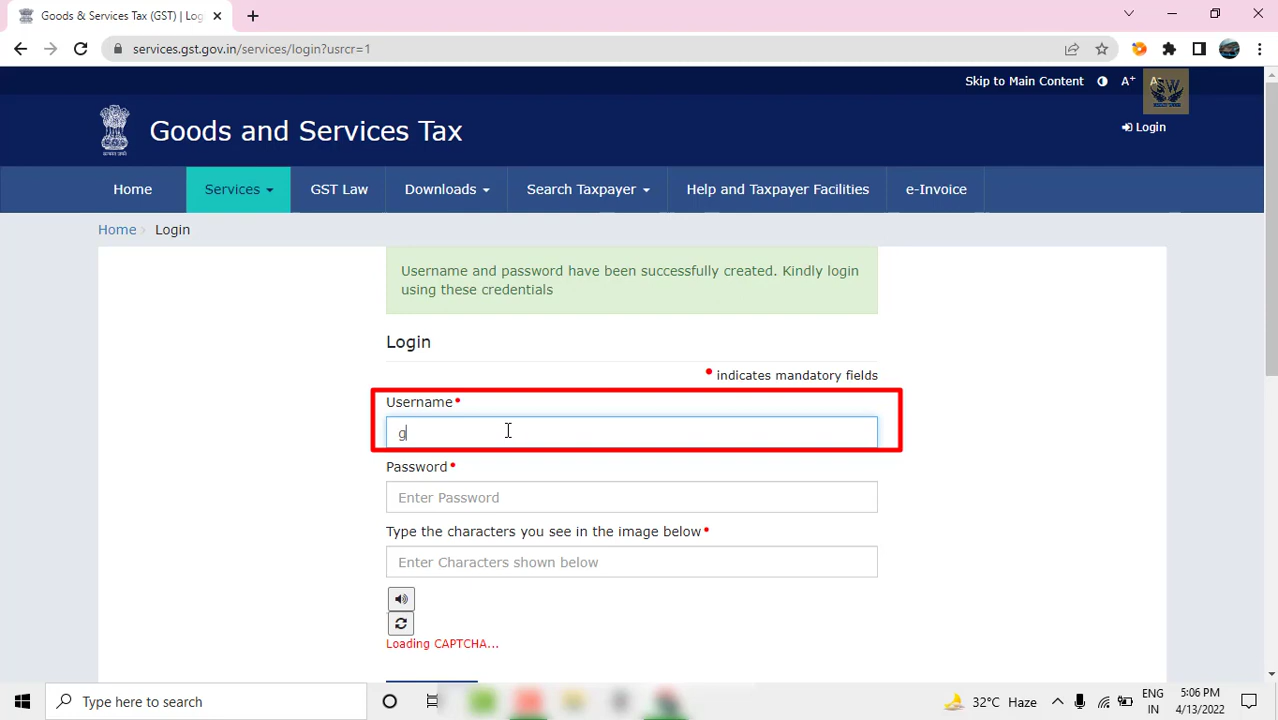 Goods & Services Tax (GST) | Log
services.gst.gov.in/services/login?usrcr=1
Skip to Main Content A+ A-
Goods and Services Tax
Login
Home Services GST Law Downloads Search Taxpayer Help and Taxpayer Facilities e-Invoice
Home Login
Username and password have been successfully created. Kindly login
using these credentials
Login
• indicates mandatory fields
Username•
g
Password•
Enter Password
Type the characters you see in the image below•
Enter Characters shown below
Loading CAPTCHA...
Type here to search
32°C Haze
ENG
IN
5:06 PM
4/13/2022